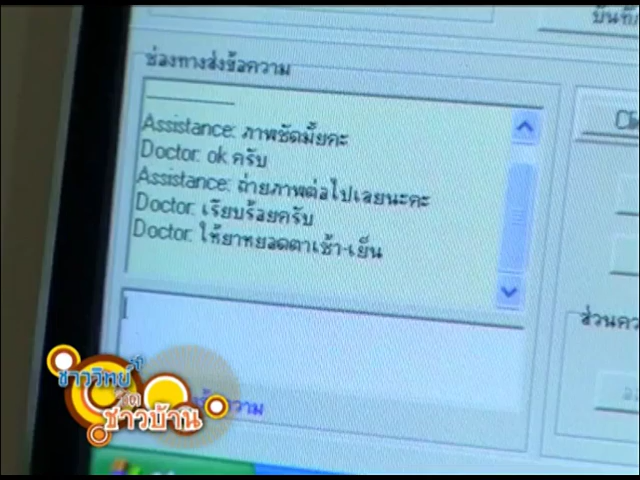 ช่องทางส่งข้อความ
Assistance: ภาพชัดมั้ยคะ
Doctor: ok ครับ
Assistance: ถ่ายภาพต่อไปเลยนะคะ
Doctor: เรียบร้อยครับ
Doctor: ให้ยาหยอดตาเช้า-เย็น
ชาววิทย์
ชาวบ้าน